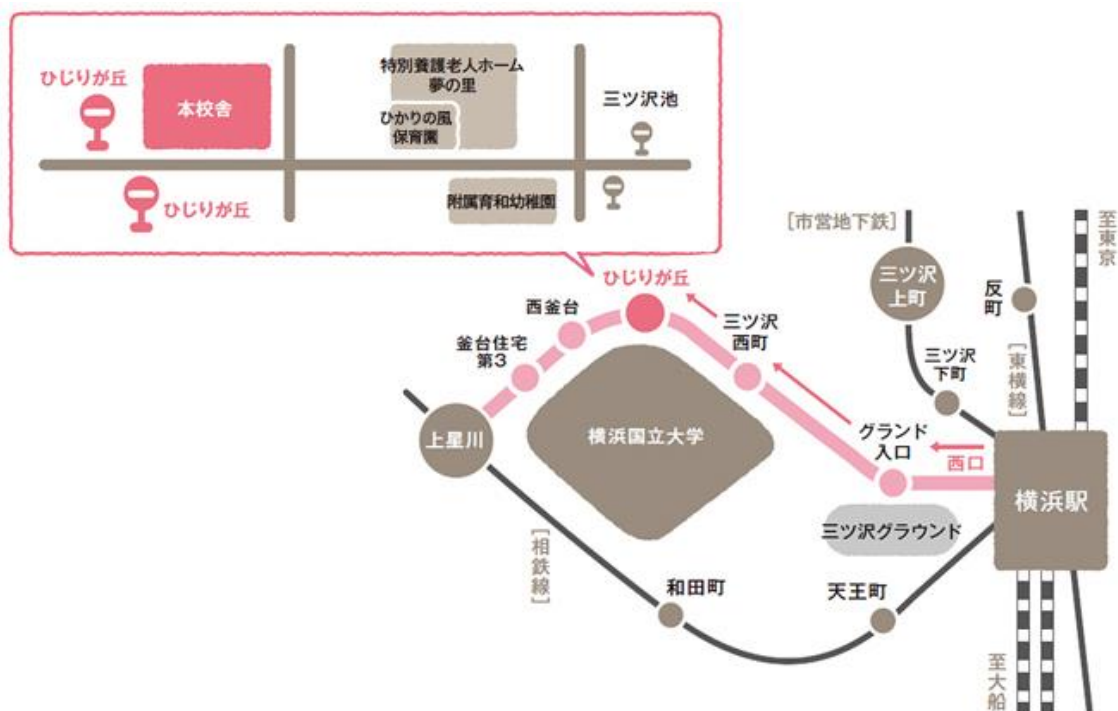 ひじりが丘
本校舎
特別養護老人ホーム
夢の里
ひかりの風
保育園
三ツ沢池
ひじりが丘
附属育和幼稚園
[市営地下鉄]
至東京
三ツ沢
上町
反町
ひじりが丘
西釜台
三ツ沢
西町
釜台住宅
第3
三ツ沢
下町
[東横線]
上星川
横浜国立大学
グランド
入口
西口
横浜駅
三ツ沢グラウンド
[相鉄線]
和田町
天王町
至大船